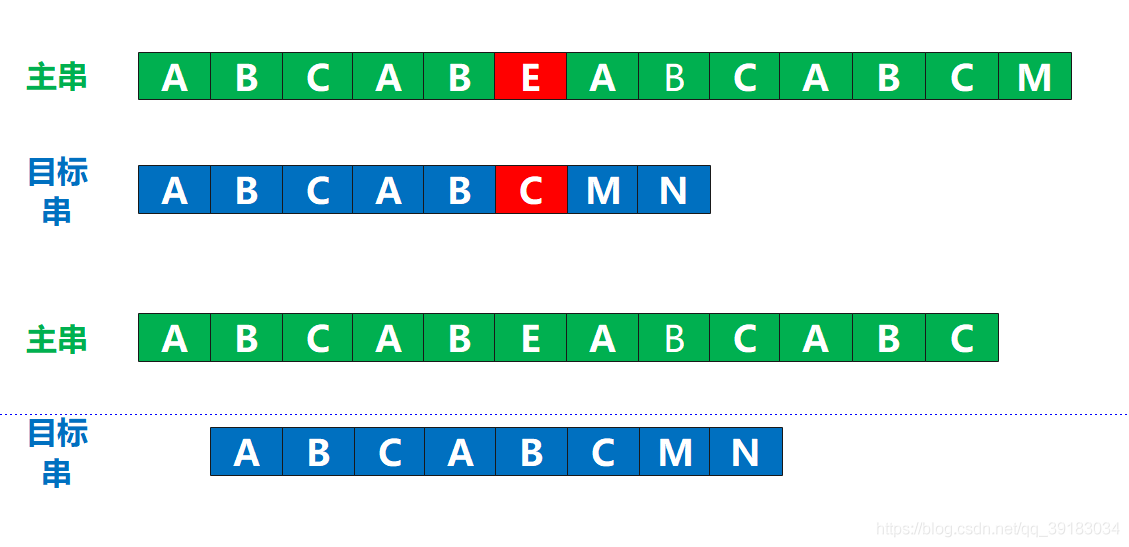 主串 A B C A B E A B C A B C M
目标
串
A B C A B C M N
主串 A B C A B E A B C A B C
目标
串
A B C A B C M N
https://blog.csdn.net/qq_39183034